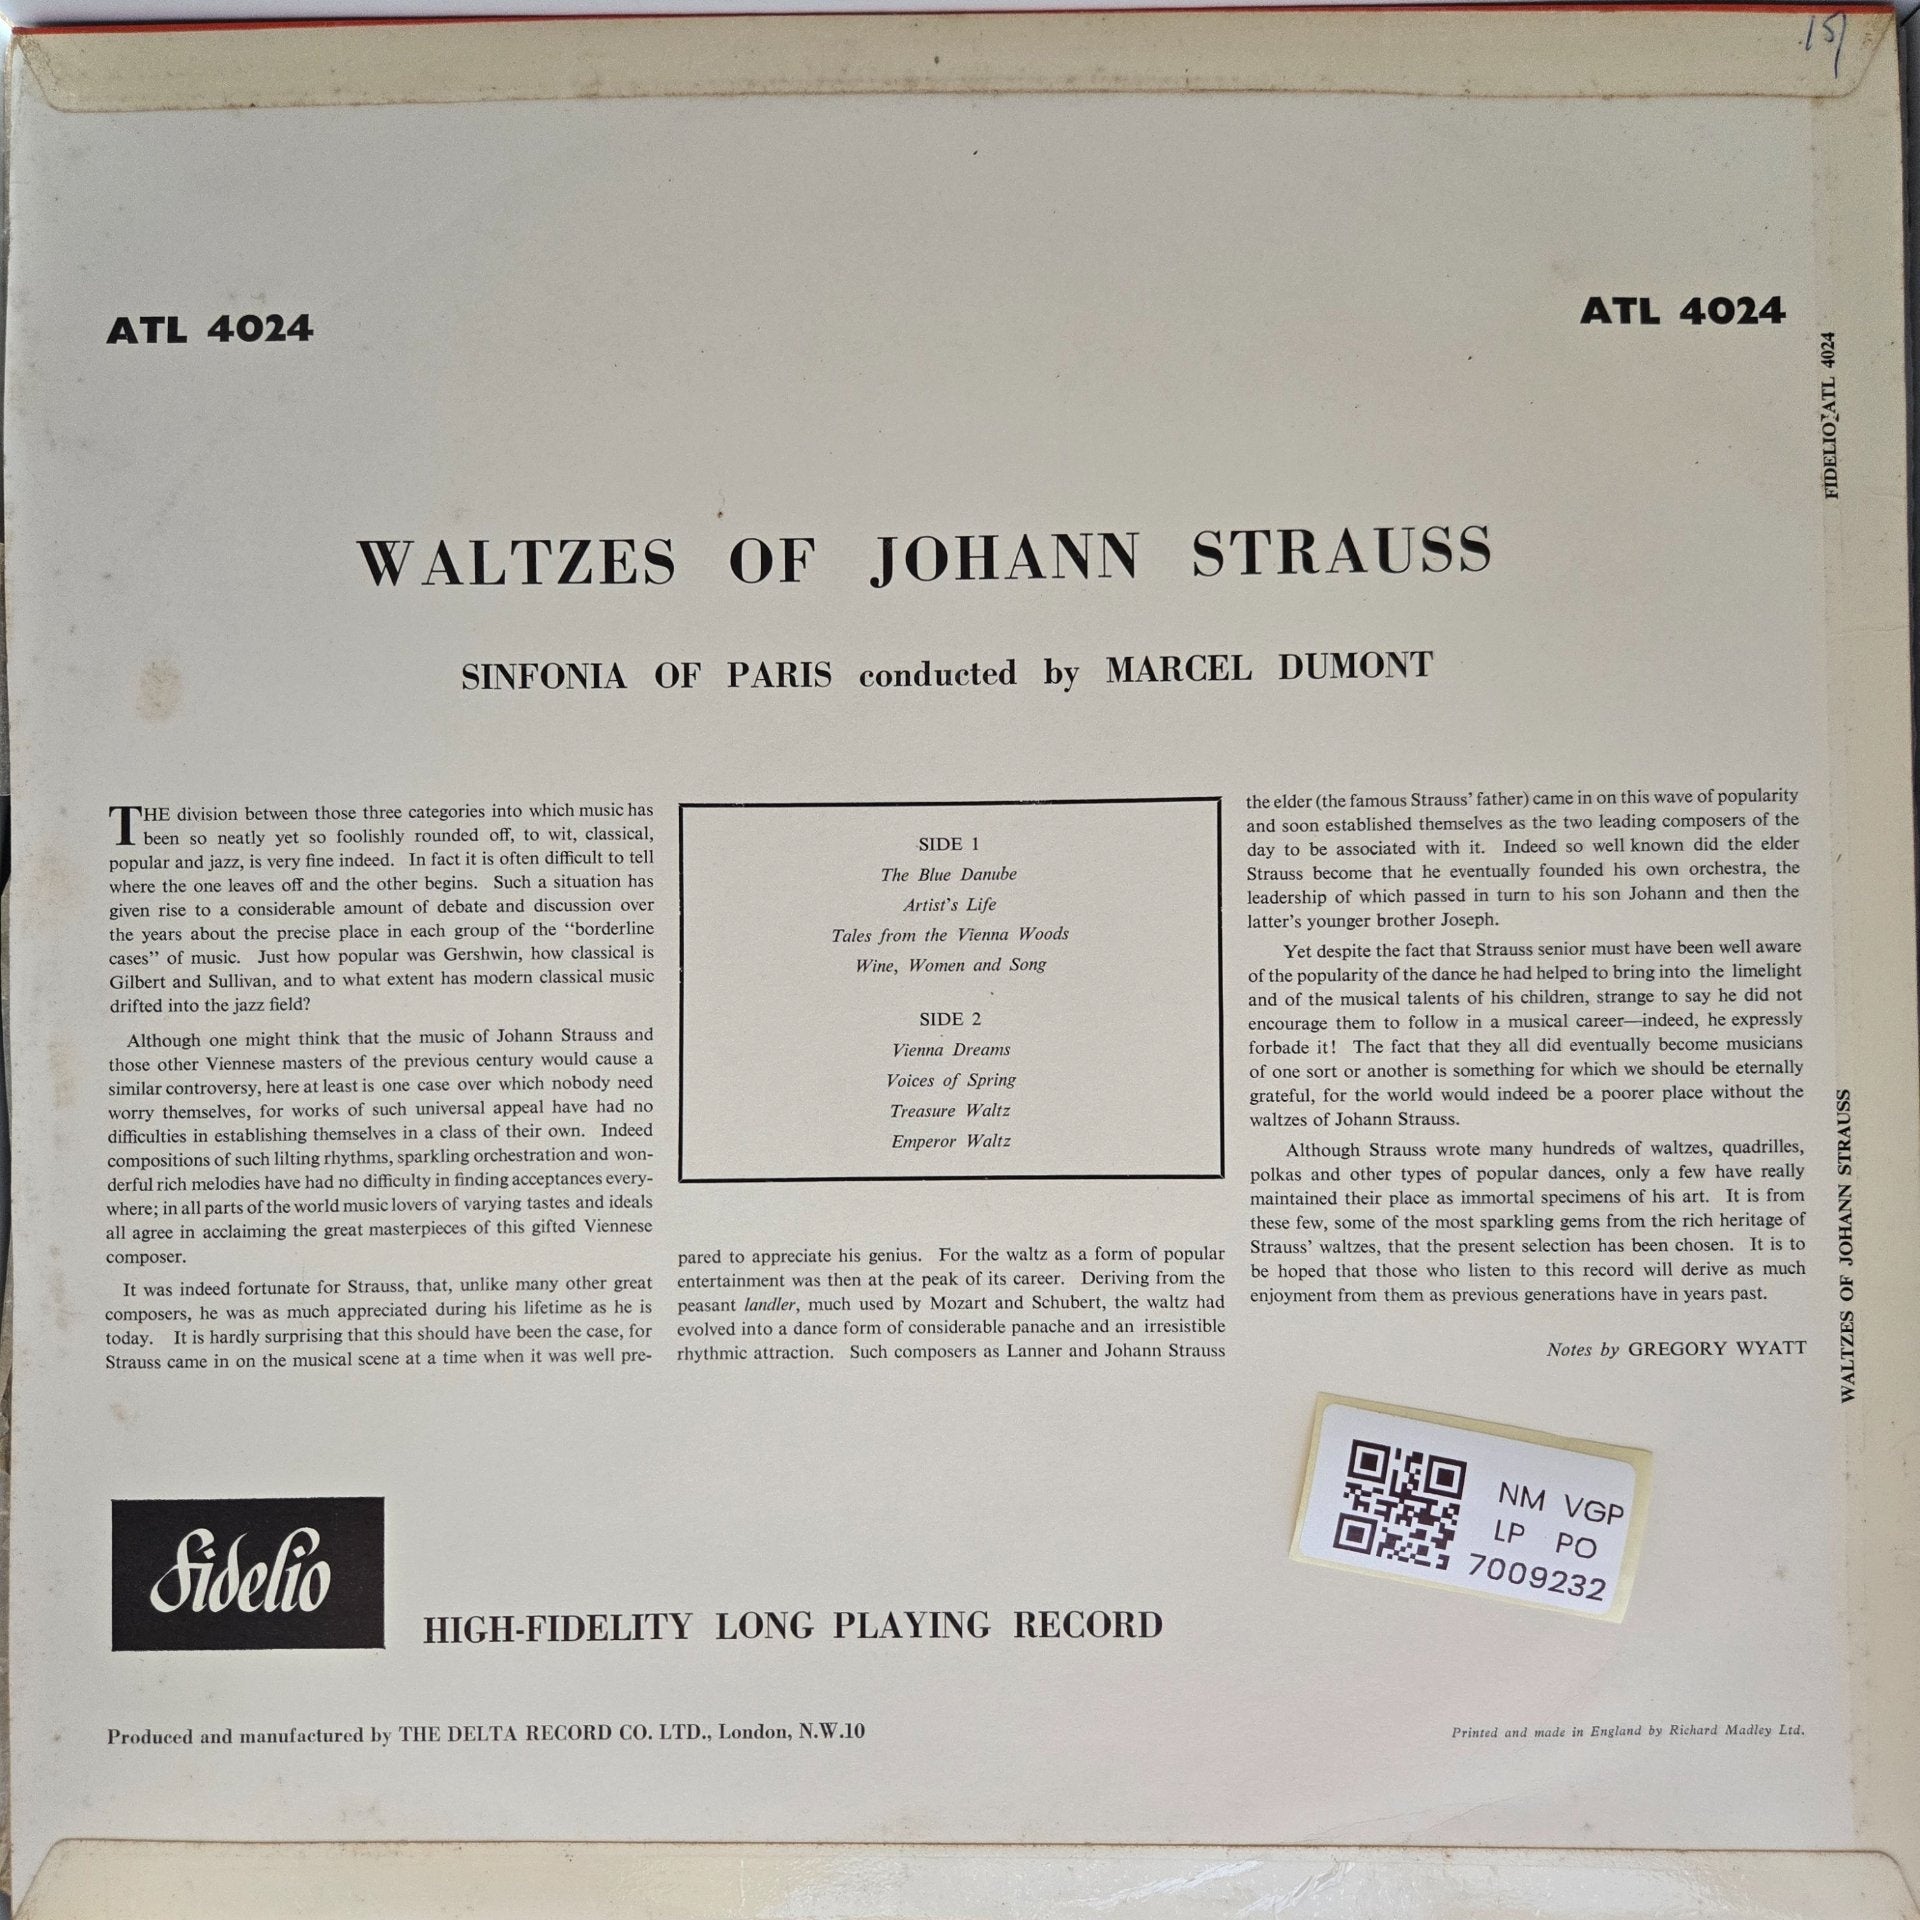 157
ATL 4024
ATL 4024
FIDELIO ATL 4024
WALTZES OF JOHANN STRAUSS
SINFONIA OF PARIS conducted by MARCEL DUMONT
THE division between those three categories into which music has
been so neatly yet so foolishly rounded off, to wit, classical,
popular and jazz, is very fine indeed. In fact it is often difficult to tell
where the one leaves off and the other begins. Such a situation has
given rise to a considerable amount of debate and discussion over
the years about the precise place in each group of the “borderline
cases” of music. Just how popular was Gershwin, how classical is
Gilbert and Sullivan, and to what extent has modern classical music
drifted into the jazz field?
Although one might think that the music of Johann Strauss and
those other Viennese masters of the previous century would cause a
similar controversy, here at least is one case over which nobody need
worry themselves, for works of such universal appeal have had no
difficulties in establishing themselves in a class of their own. Indeed
compositions of such lilting rhythms, sparkling orchestration and won-
derful rich melodies have had no difficulty in finding acceptances every-
where; in all parts of the world music lovers of varying tastes and ideals
all agree in acclaiming the great masterpieces of this gifted Viennese
composer.
It was indeed fortunate for Strauss, that, unlike many other great
composers, he was as much appreciated during his lifetime as he is
today. It is hardly surprising that this should have been the case, for
Strauss came in on the musical scene at a time when it was well pre-
SIDE 1
The Blue Danube
Artist's Life
Tales from the Vienna Woods
Wine, Women and Song
SIDE 2
Vienna Dreams
Voices of Spring
Treasure Waltz
Emperor Waltz
pared to appreciate his genius. For the waltz as a form of popular
entertainment was then at the peak of its career. Deriving from the
peasant landler, much used by Mozart and Schubert, the waltz had
evolved into a dance form of considerable panache and an irresistible
rhythmic attraction. Such composers as Lanner and Johann Strauss
the elder (the famous Strauss’ father) came in on this wave of popularity
and soon established themselves as the two leading composers of the
day to be associated with it. Indeed so well known did the elder
Strauss become that he eventually founded his own orchestra, the
leadership of which passed in turn to his son Johann and then the
latter’s younger brother Joseph.
Yet despite the fact that Strauss senior must have been well aware
of the popularity of the dance he had helped to bring into the limelight
and of the musical talents of his children, strange to say he did not
encourage them to follow in a musical career—indeed, he expressly
forbade it! The fact that they all did eventually become musicians
of one sort or another is something for which we should be eternally
grateful, for the world would indeed be a poorer place without the
waltzes of Johann Strauss.
Although Strauss wrote many hundreds of waltzes, quadrilles,
polkas and other types of popular dances, only a few have really
maintained their place as immortal specimens of his art. It is from
these few, some of the most sparkling gems from the rich heritage of
Strauss’ waltzes, that the present selection has been chosen. It is to
be hoped that those who listen to this record will derive as much
enjoyment from them as previous generations have in years past.
Notes by GREGORY WYATT
WALTZES OF JOHANN STRAUSS
NM VGP
LP PO
7009232
Fidelio
HIGH-FIDELITY LONG PLAYING RECORD
Produced and manufactured by THE DELTA RECORD CO. LTD., London, N.W.10
Printed and made in England by Richard Madley Ltd.